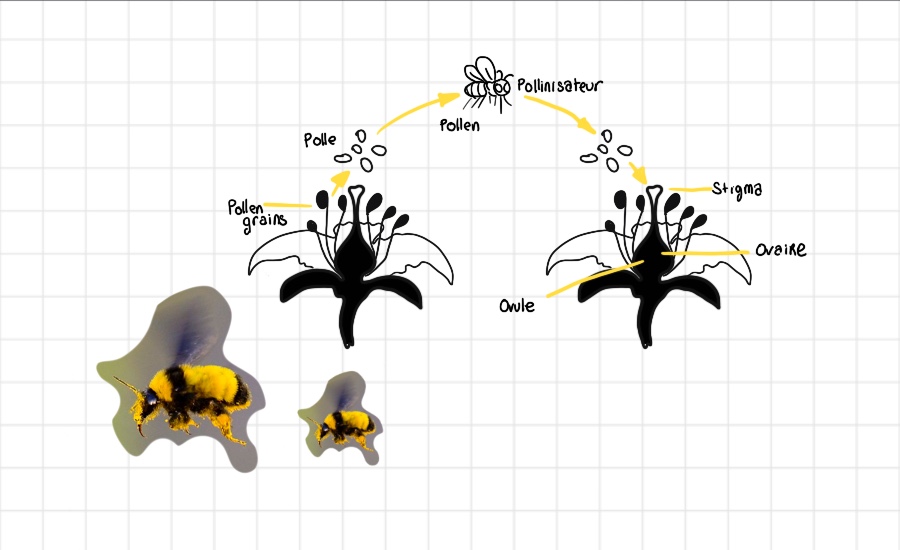 Pollinisateur
Pollen
Polle
Pollen
grains
Stigma
Ovaire
Ovule